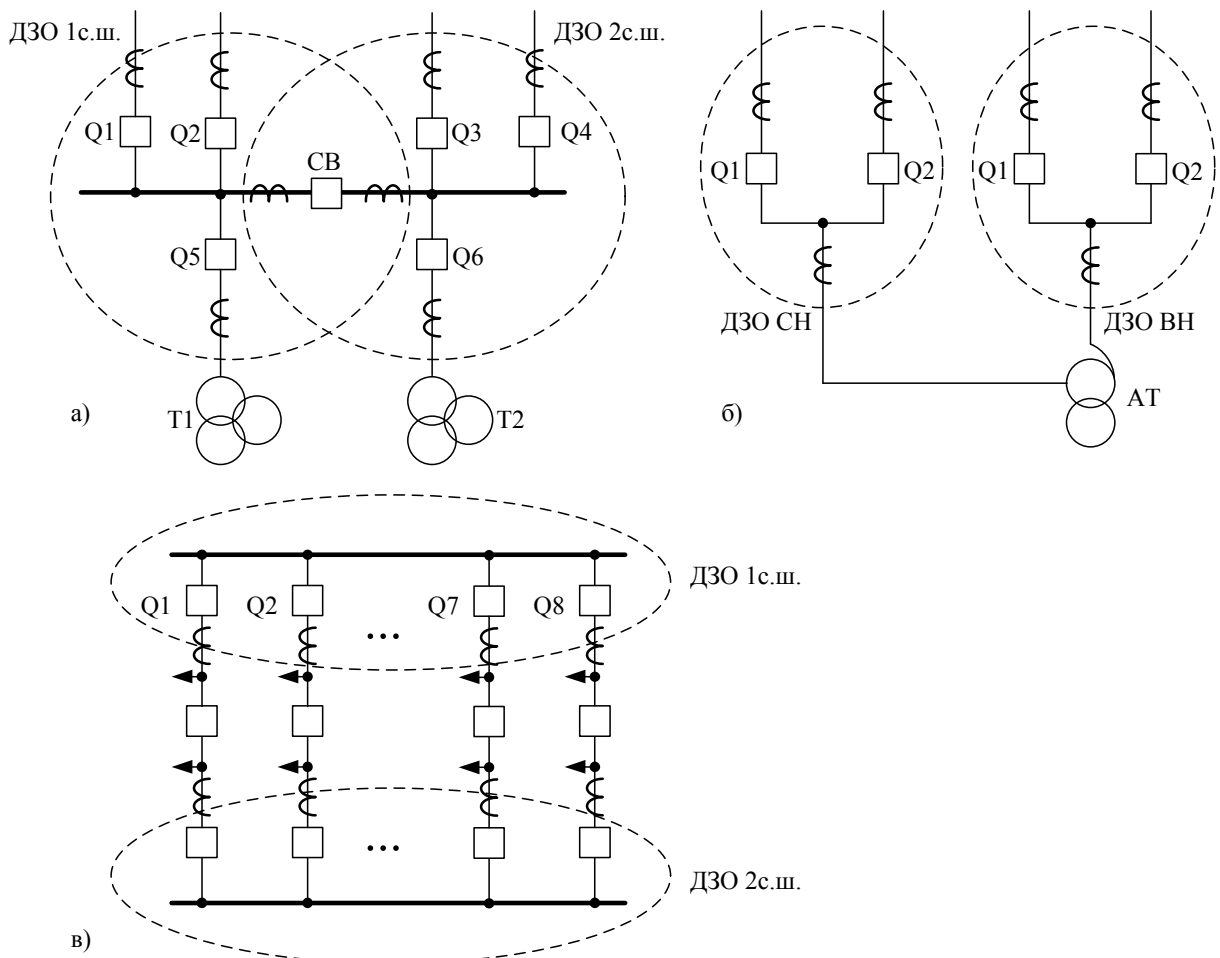 ДЗО 1с.ш.
ДЗО 2с.ш.
Q1
Q2
Q3
Q4
СВ
Q5
Q6
Т1
Т2
а)
Q1
Q2
Q1
Q2
ДЗО СН
ДЗО ВН
АТ
б)
ДЗО 1с.ш.
Q1
Q2
Q7
Q8
...
...
ДЗО 2с.ш.
в)